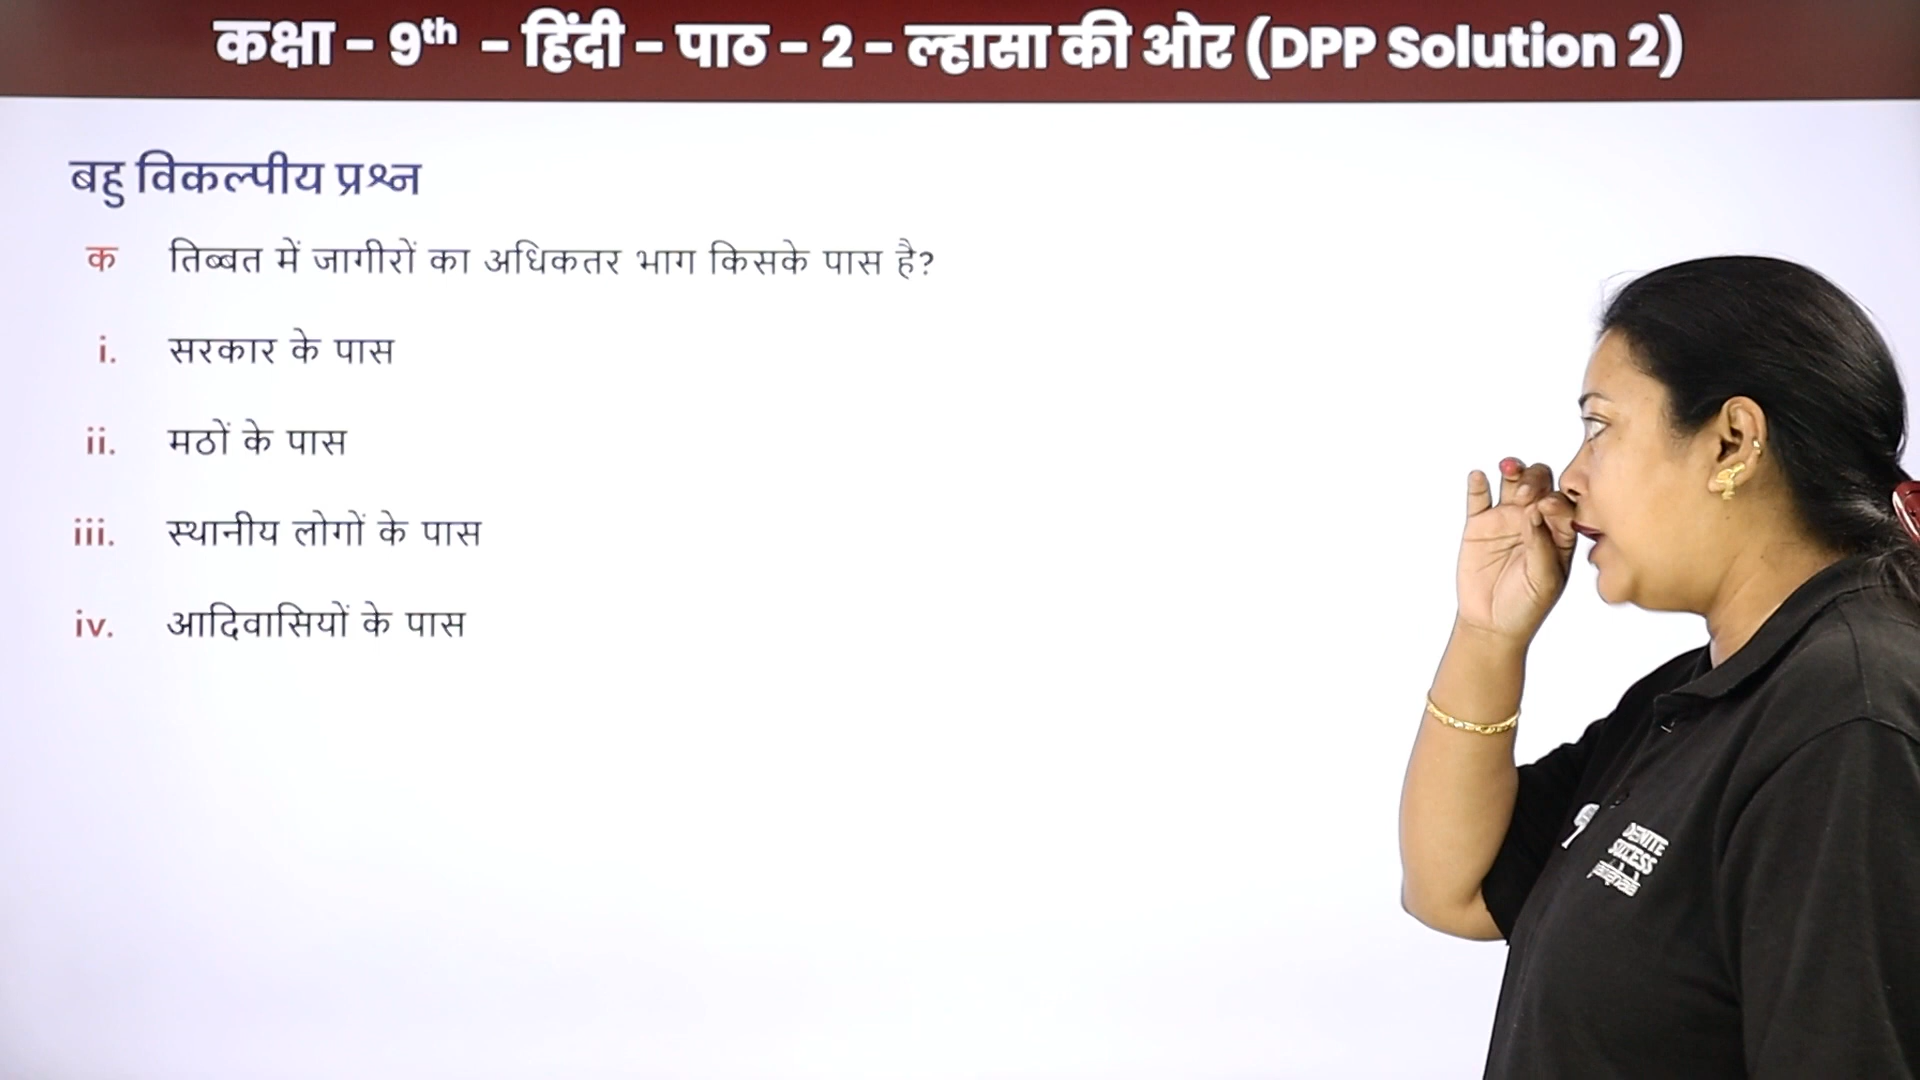 कक्षा – 9th – हिंदी – पाठ – 2 – ल्हासा की ओर (DPP Solution 2)
बहु विकल्पीय प्रश्न
क तिब्बत में जागीरों का अधिकतर भाग किसके पास है?
i. सरकार के पास
ii. मठों के पास
iii. स्थानीय लोगों के पास
iv. आदिवासियों के पास
SUCCESS